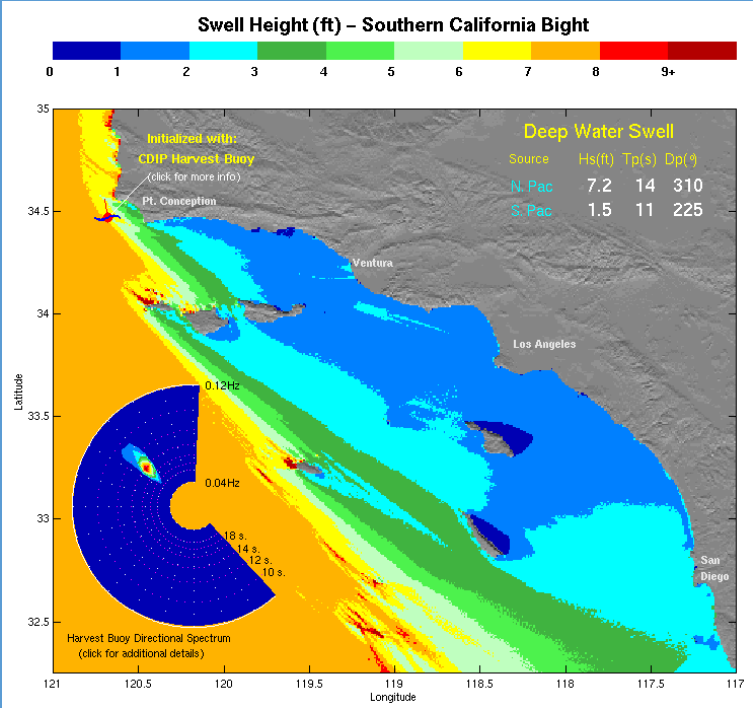 Swell Height (ft) – Southern California Bight
0 1 2 3 4 5 6 7 8 9+
35
34.5
34
33.5
33
32.5
Latitude
Initialized with:
CDIP Harvest Buoy
(click for more info)
Pt. Conception
Deep Water Swell
Source Hs(ft) Tp(s) Dp(º)
N. Pac 7.2 14 310
S. Pac 1.5 11 225
Ventura
Los Angeles
San
Diego
0.12Hz
0.04Hz
18 s.
14 s.
12 s.
10 s.
Harvest Buoy Directional Spectrum
(click for additional details)
121 120.5 120 119.5 119 118.5 118 117.5 117
Longitude